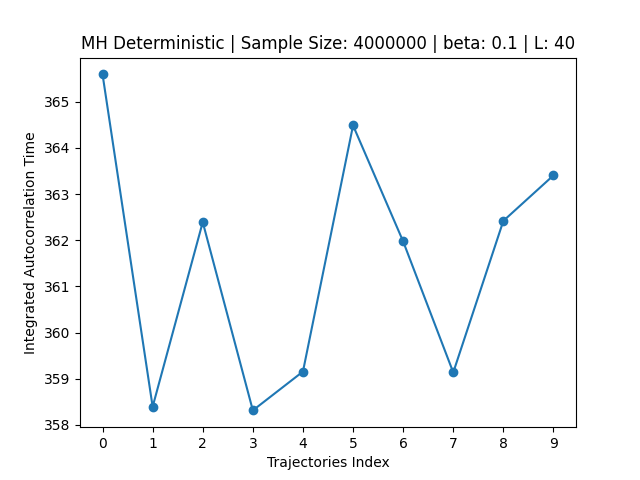 MH Deterministic | Sample Size: 4000000 | beta: 0.1 | L: 40
Integrated Autocorrelation Time
365
364
363
362
361
360
359
358
0 1 2 3 4 5 6 7 8 9
Trajectories Index